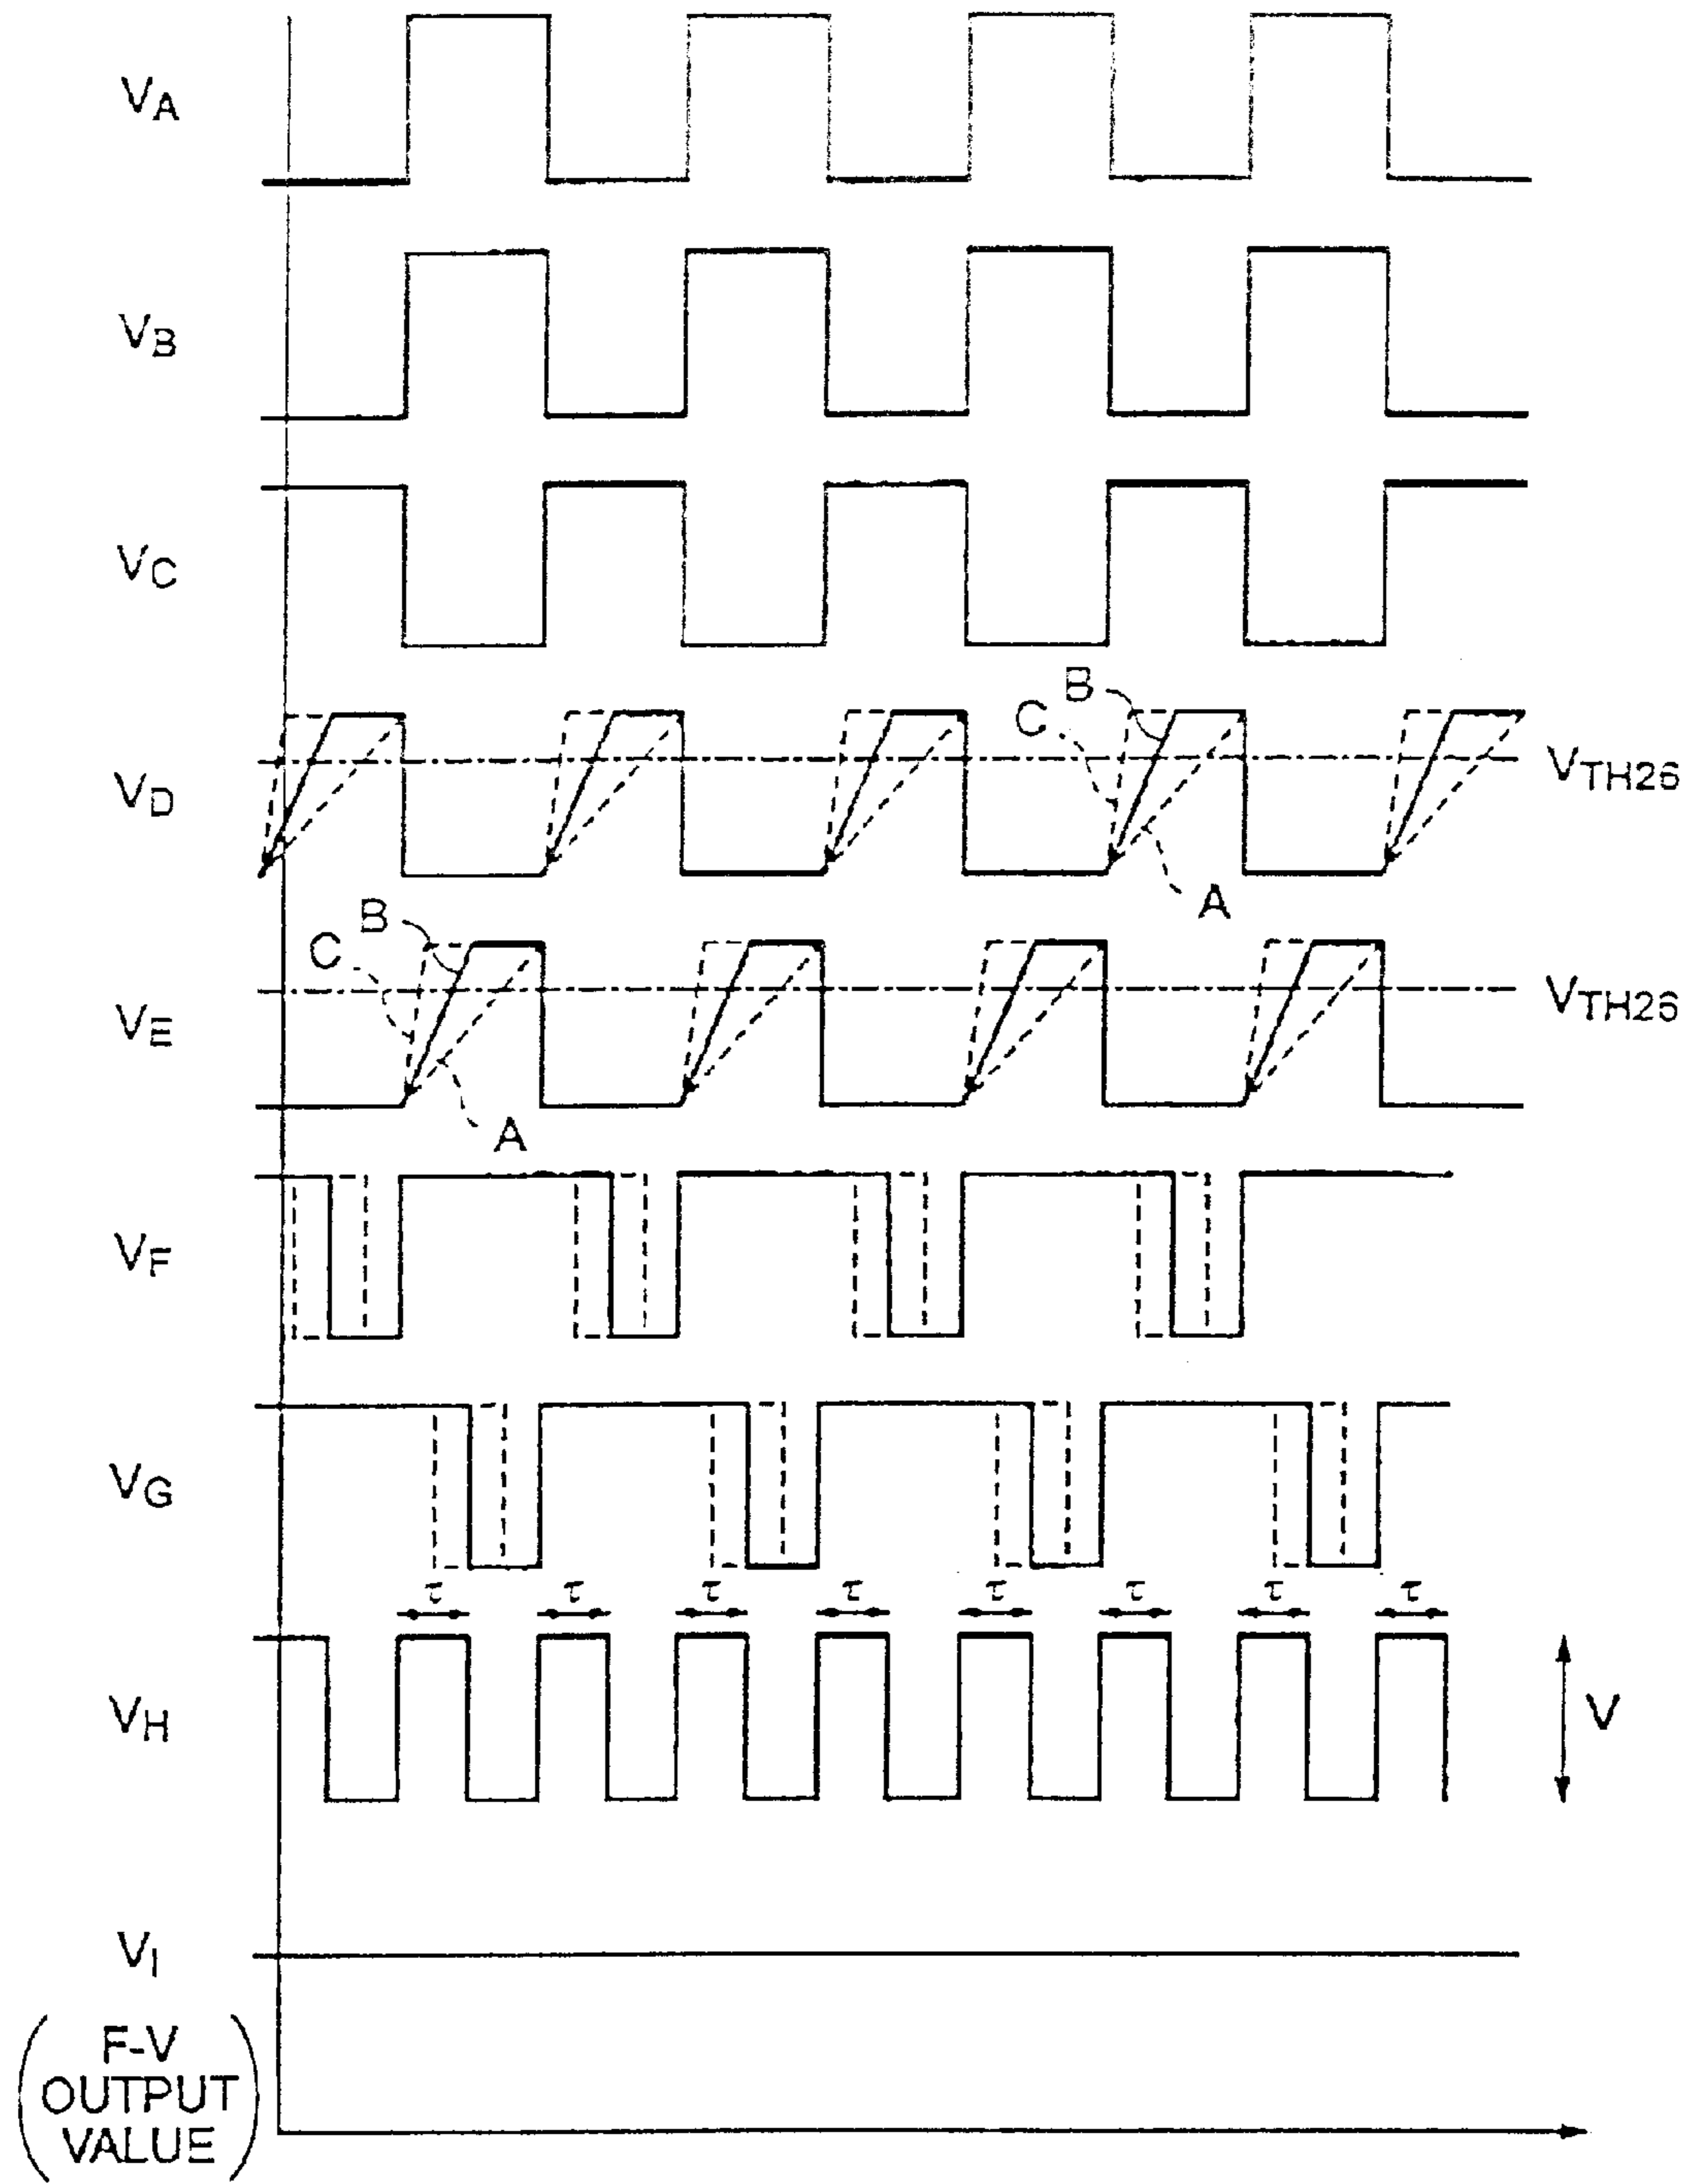 VA
VB
VC
B
C
VD
VTH26
A
B
C
VE
VTH26
A
VF
VG
τ τ τ τ τ τ τ τ
VH
V
VI
F-V
OUTPUT
VALUE